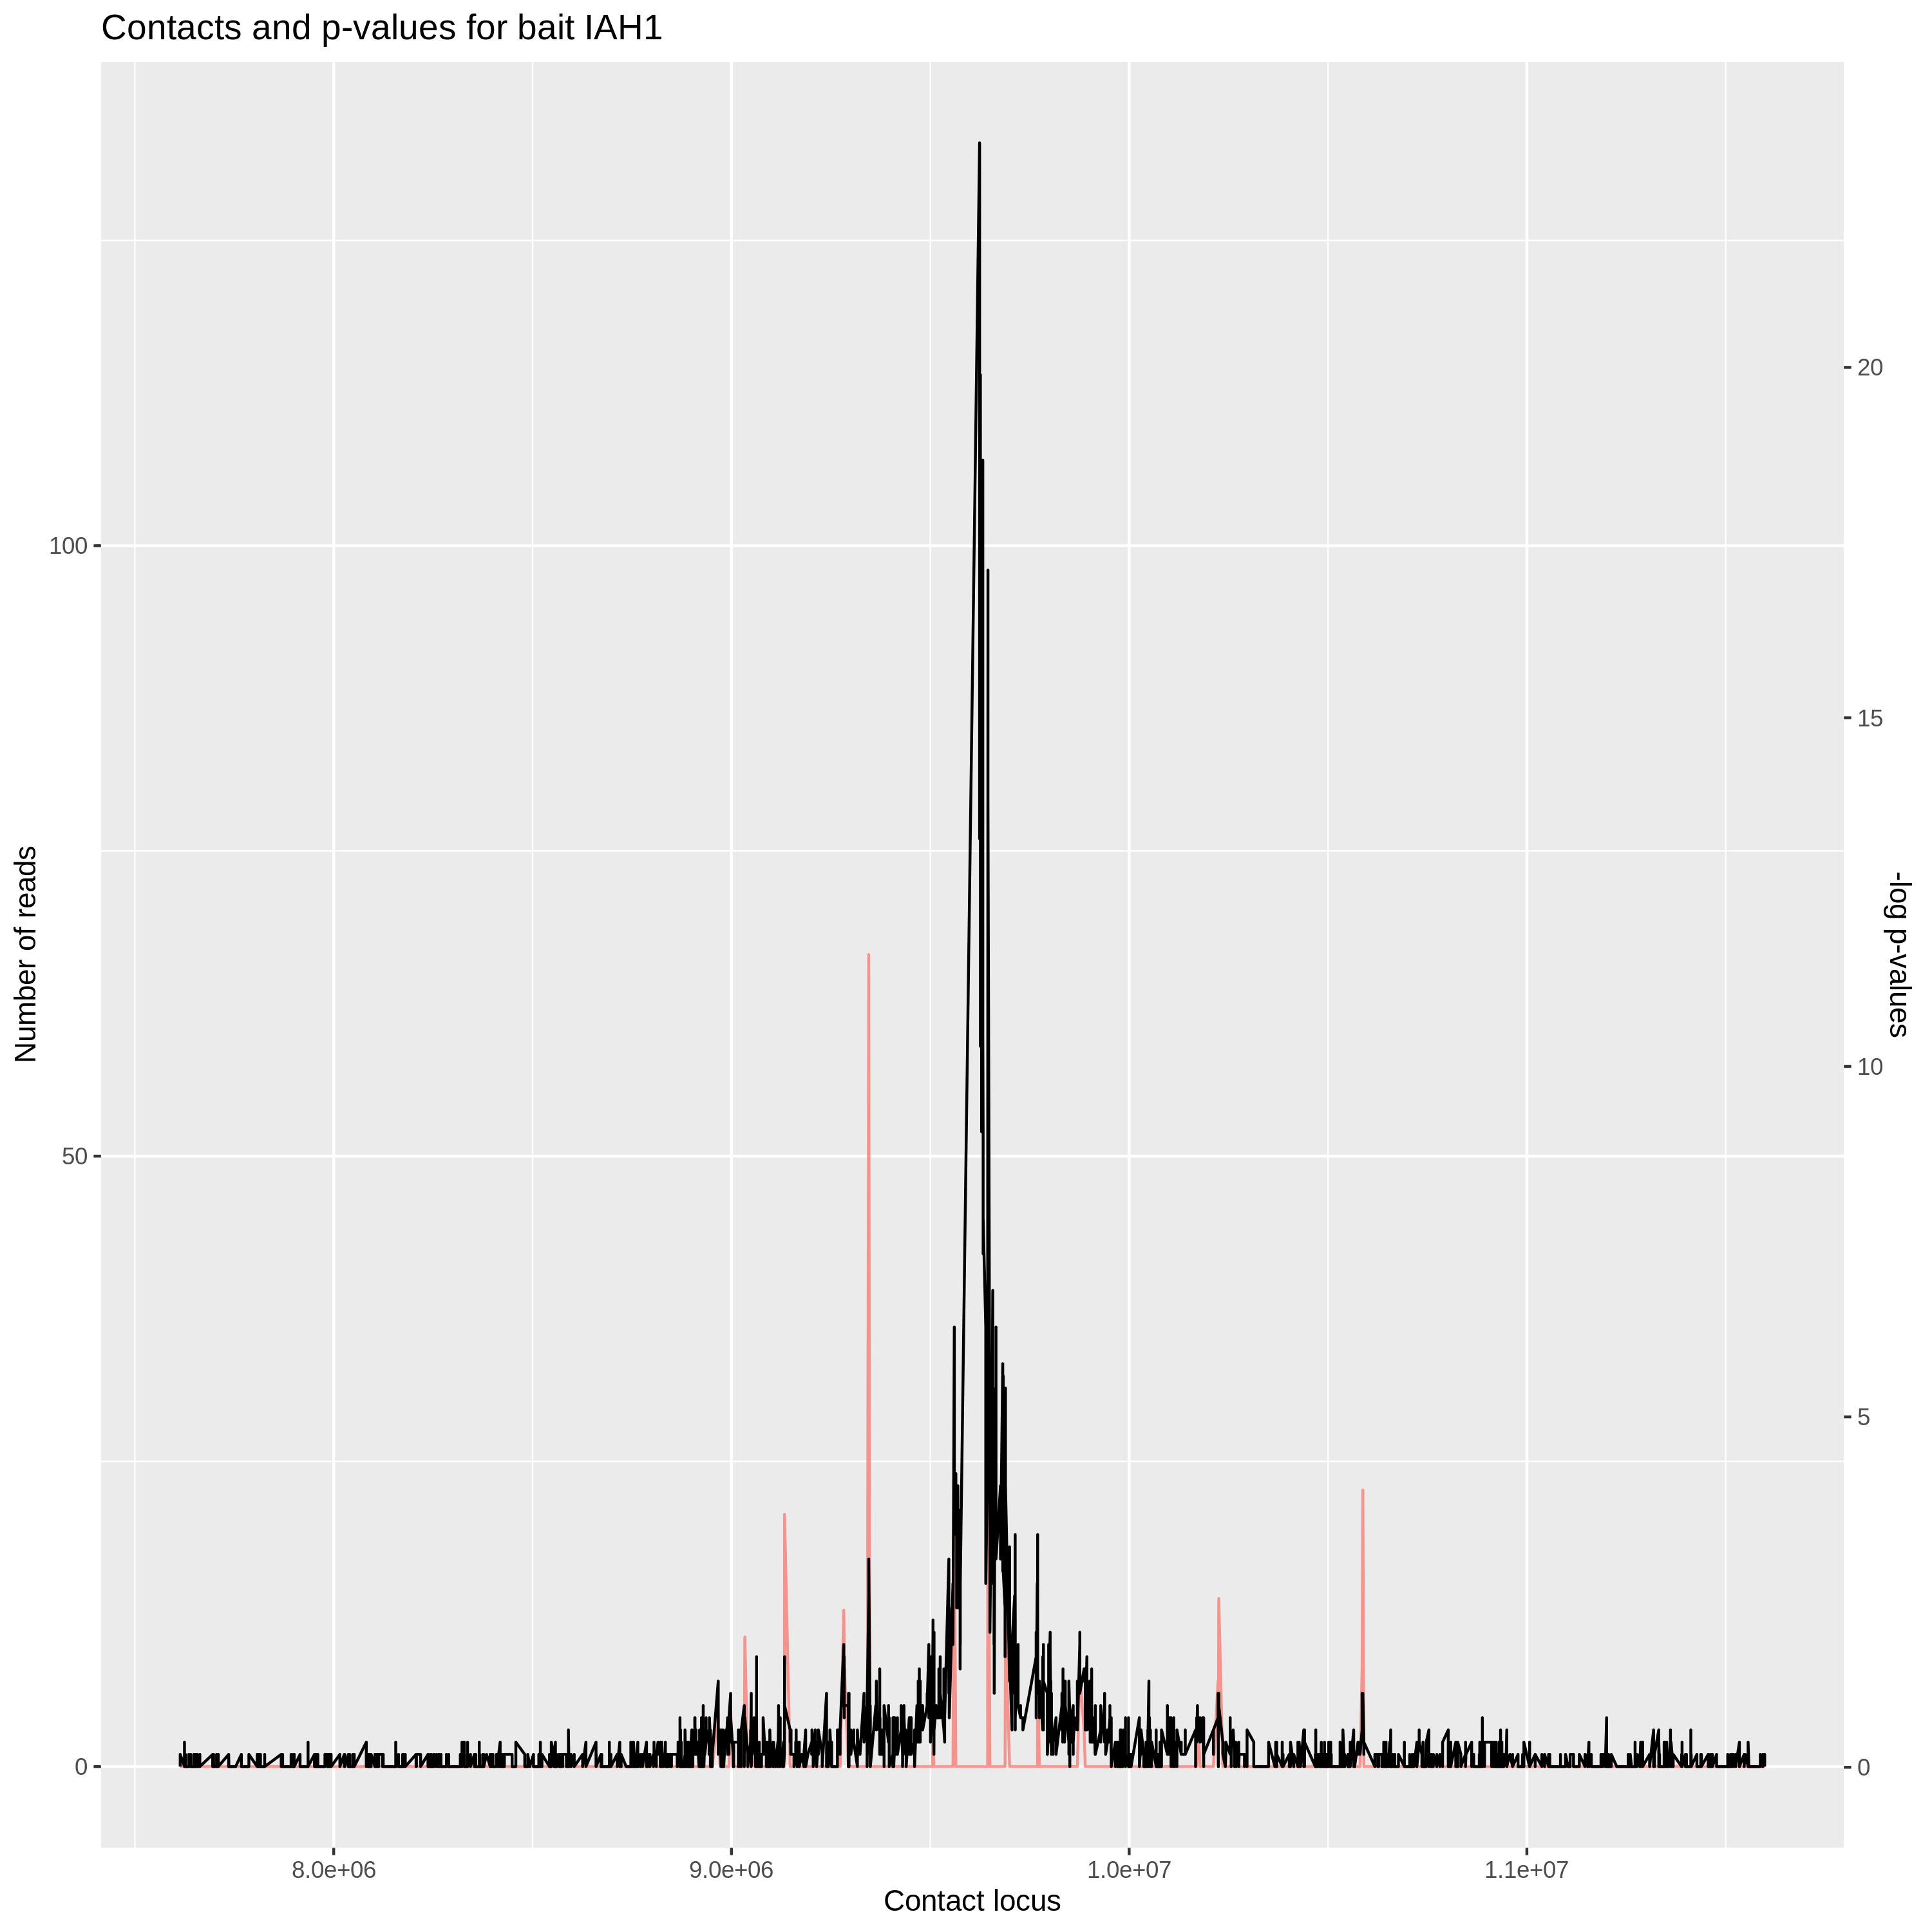 Contacts and p-values for bait IAH1
Number of reads
100
50
0
20
15
10
5
0
-log p-values
8.0e+06
9.0e+06
1.0e+07
1.1e+07
Contact locus